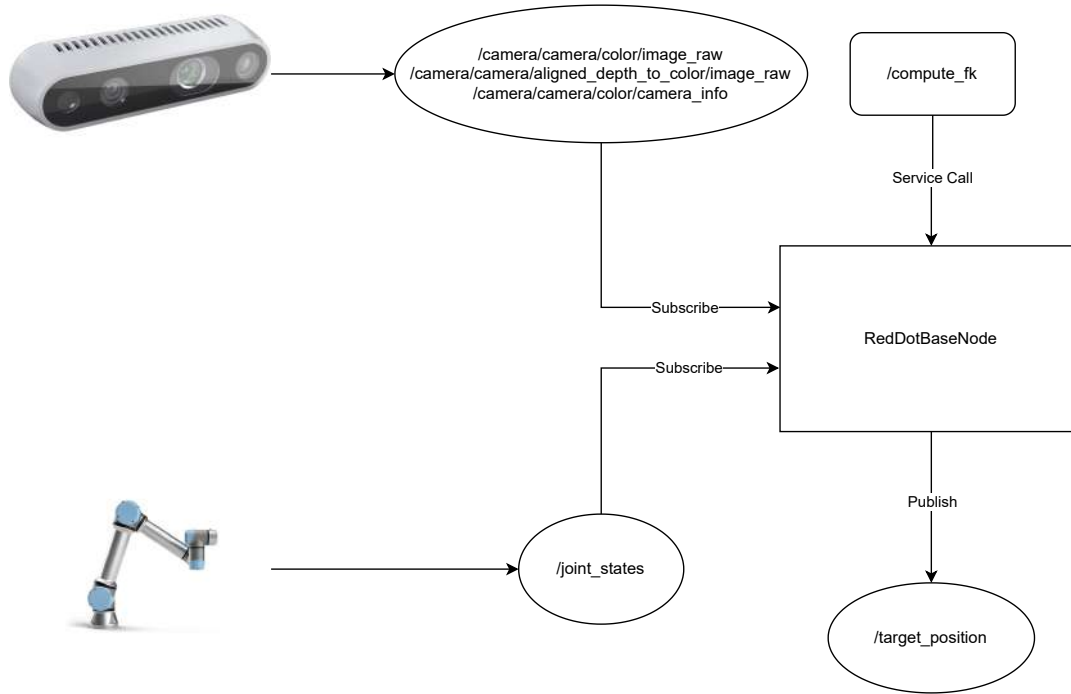 /camera/camera/color/image_raw
/camera/camera/aligned_depth_to_color/image_raw
/camera/camera/color/camera_info
/compute_fk
Service Call
Subscribe
RedDotBaseNode
Subscribe
Publish
/joint_states
/target_position